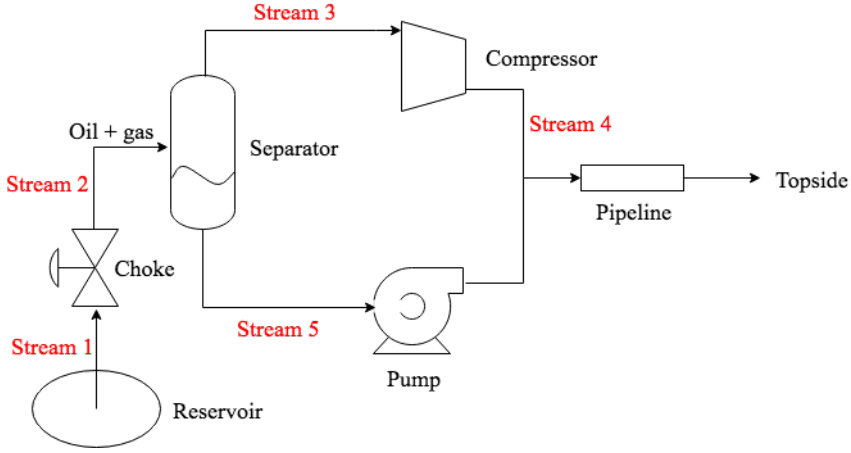 Stream 3
Compressor
Oil + gas
Stream 4
Separator
Stream 2
Topside
Pipeline
Choke
Stream 5
Stream 1
Pump
Reservoir